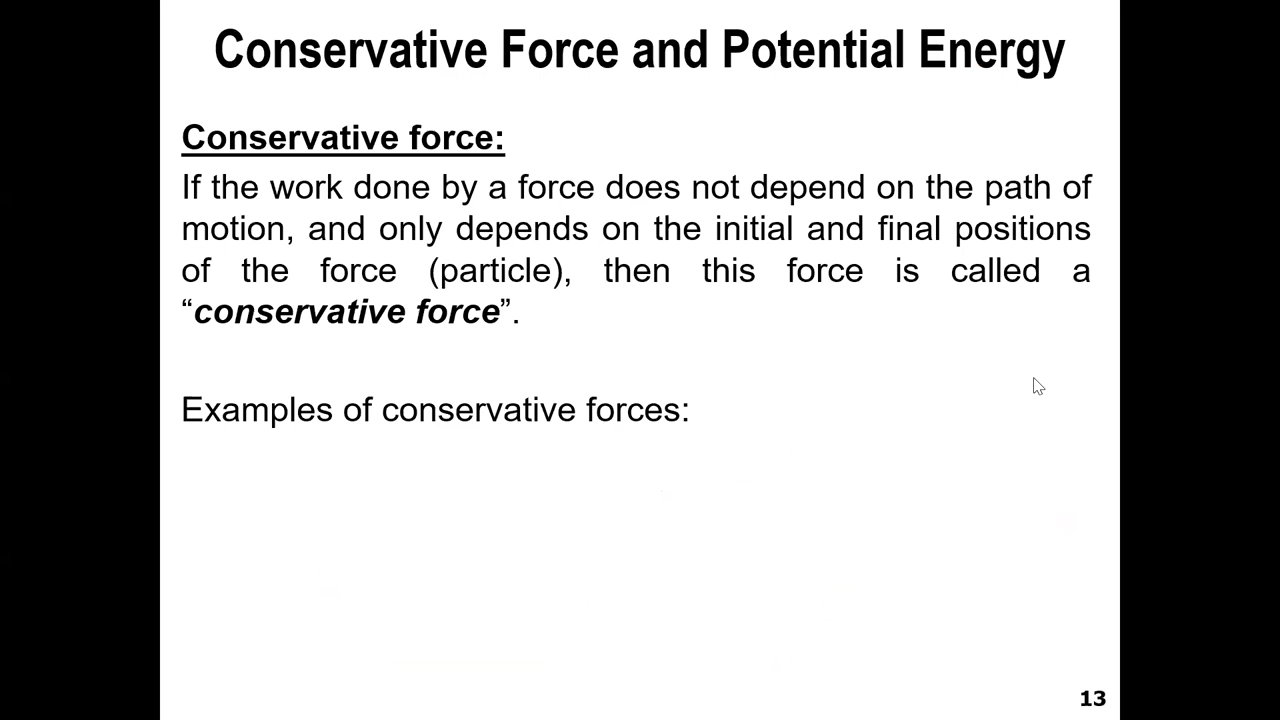 Conservative Force and Potential Energy
Conservative force:
If the work done by a force does not depend on the path of
motion, and only depends on the initial and final positions
of the force (particle), then this force is called a
“conservative force”.
Examples of conservative forces:
13